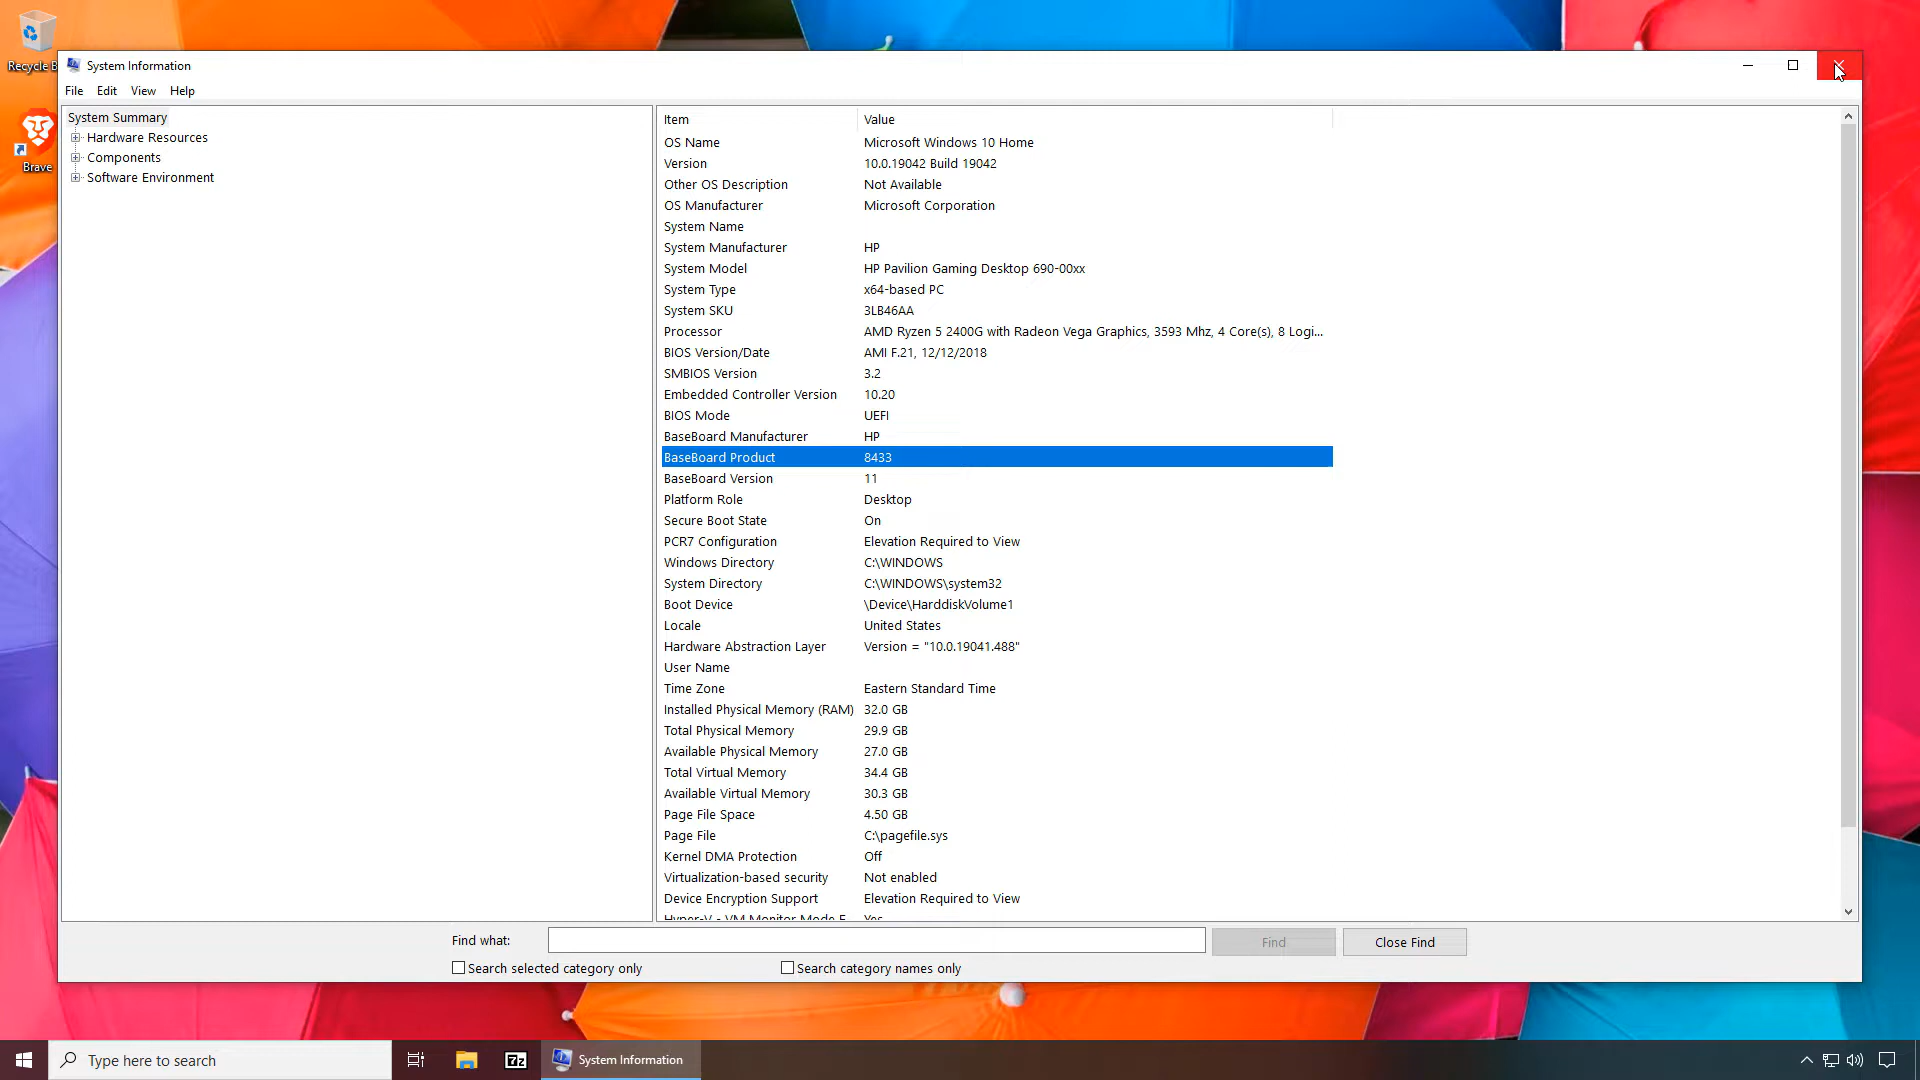 Recycle B
Brave
System Information
File Edit View Help
System Summary
Hardware Resources
Components
Software Environment
Item Value
OS Name Microsoft Windows 10 Home
Version 10.0.19042 Build 19042
Other OS Description Not Available
OS Manufacturer Microsoft Corporation
System Name
System Manufacturer HP
System Model HP Pavilion Gaming Desktop 690-00xx
System Type x64-based PC
System SKU 3LB46AA
Processor AMD Ryzen 5 2400G with Radeon Vega Graphics, 3593 Mhz, 4 Core(s), 8 Logi...
BIOS Version/Date AMI F.21, 12/12/2018
SMBIOS Version 3.2
Embedded Controller Version 10.20
BIOS Mode UEFI
BaseBoard Manufacturer HP
BaseBoard Product 8433
BaseBoard Version 11
Platform Role Desktop
Secure Boot State On
PCR7 Configuration Elevation Required to View
Windows Directory C:\WINDOWS
System Directory C:\WINDOWS\system32
Boot Device \Device\HarddiskVolume1
Locale United States
Hardware Abstraction Layer Version = "10.0.19041.488"
User Name
Time Zone Eastern Standard Time
Installed Physical Memory (RAM) 32.0 GB
Total Physical Memory 29.9 GB
Available Physical Memory 27.0 GB
Total Virtual Memory 34.4 GB
Available Virtual Memory 30.3 GB
Page File Space 4.50 GB
Page File C:\pagefile.sys
Kernel DMA Protection Off
Virtualization-based security Not enabled
Device Encryption Support Elevation Required to View
Hyper-V - VM Monitor Mode E Yes
Find what: Find Close Find
Search selected category only Search category names only
Type here to search 7z System Information